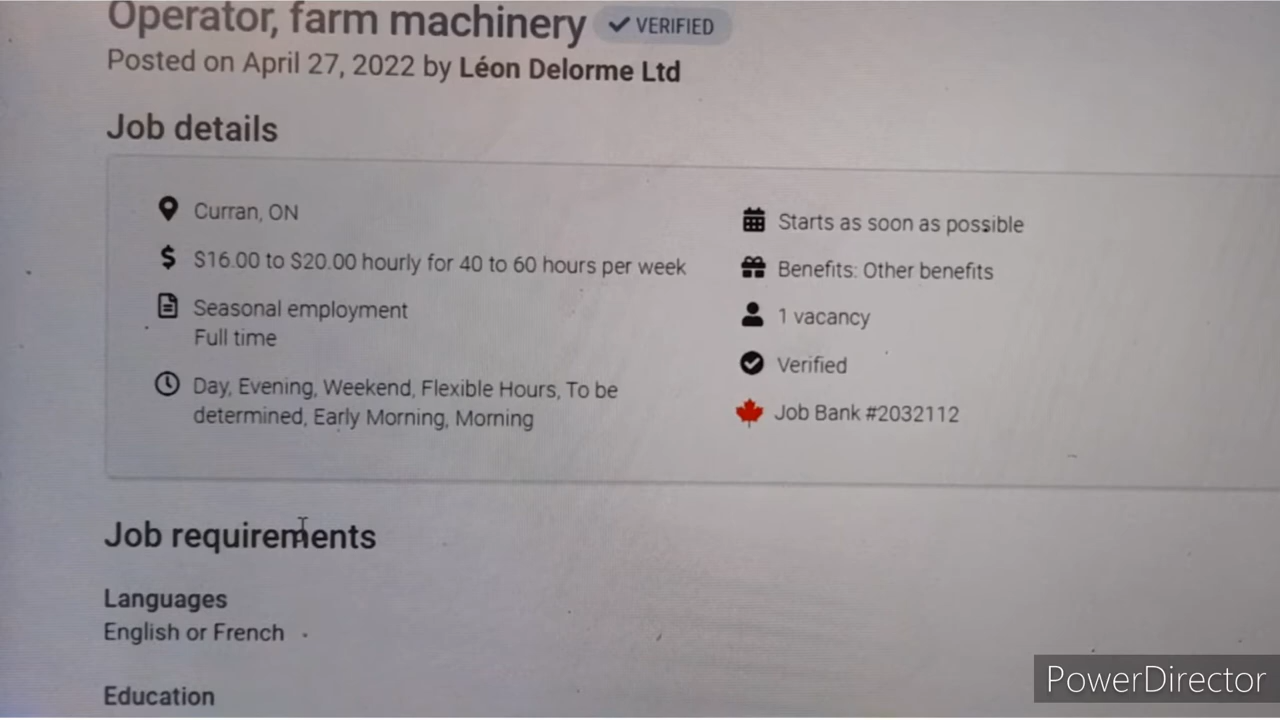 Operator, farm machinery VERIFIED
Posted on April 27, 2022 by Léon Delorme Ltd
Job details
Curran, ON
$16.00 to $20.00 hourly for 40 to 60 hours per week
Seasonal employment
Full time
Day, Evening, Weekend, Flexible Hours, To be
determined, Early Morning, Morning
Starts as soon as possible
Benefits: Other benefits
1 vacancy
Verified
Job Bank #2032112
Job requirements
Languages
English or French
Education
PowerDirector